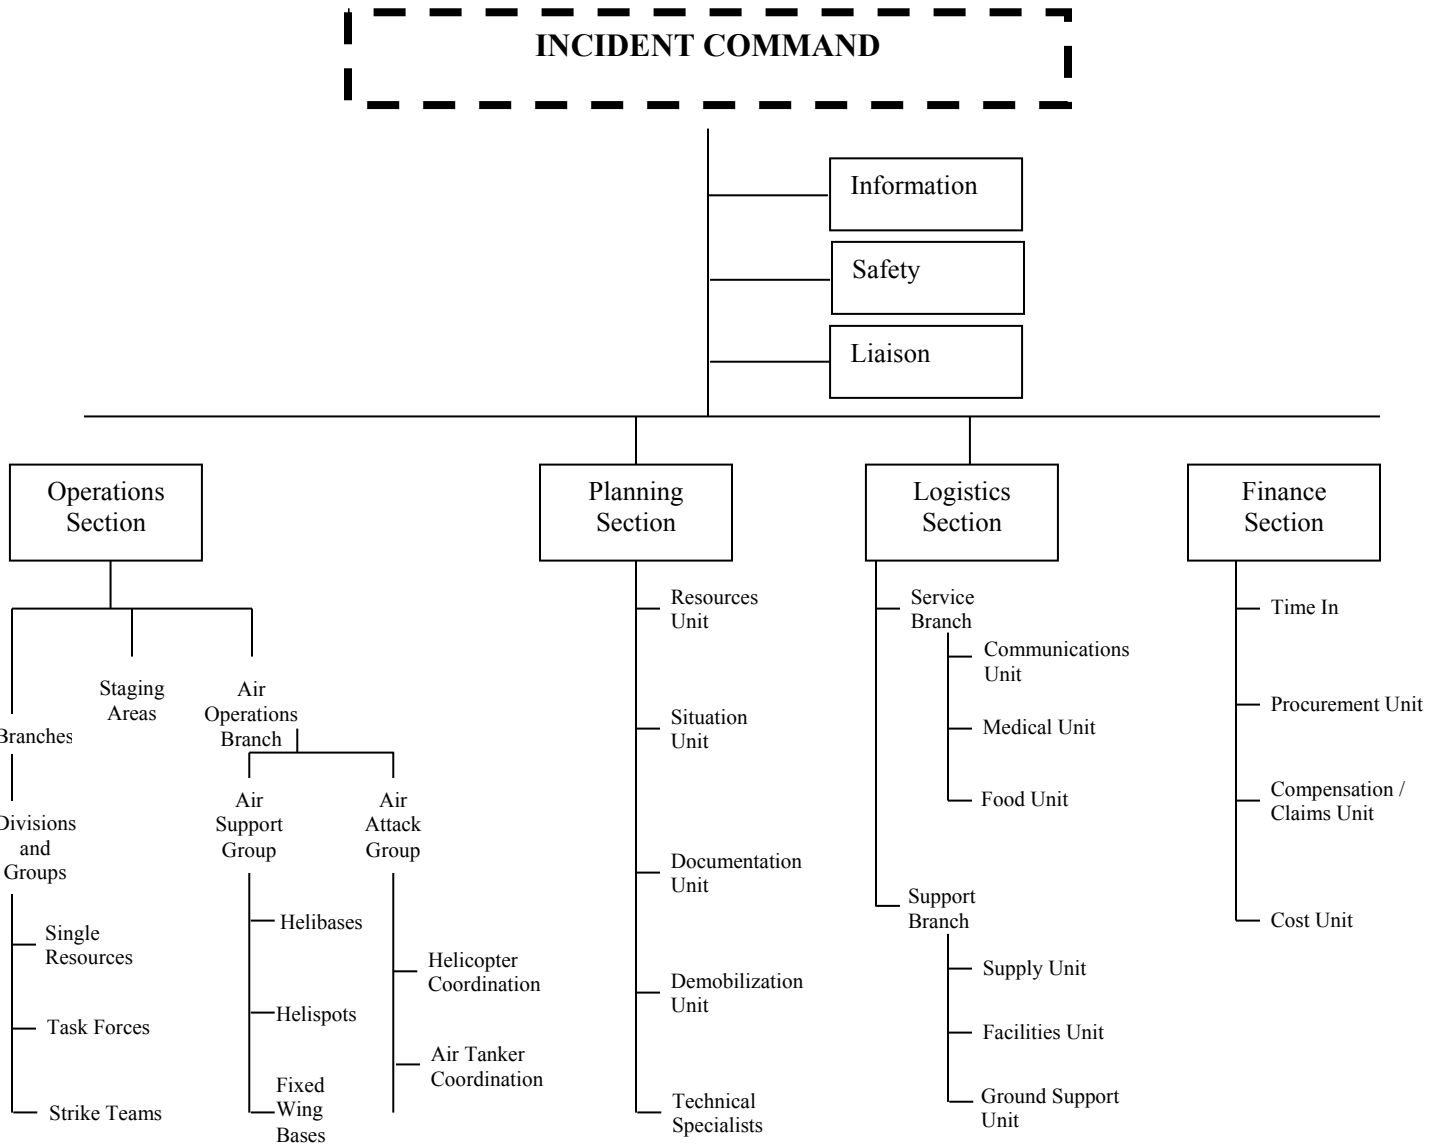 INCIDENT COMMAND
Information
Safety
Liaison
Operations
Section
Planning
Section
Logistics
Section
Finance
Section
Branches
Divisions
and
Groups
Single
Resources
Task Forces
Strike Teams
Staging
Areas
Air
Operations
Branch
Air
Support
Group
Helibases
Helispots
Fixed
Wing
Bases
Air
Attack
Group
Helicopter
Coordination
Air Tanker
Coordination
Resources
Unit
Situation
Unit
Documentation
Unit
Demobilization
Unit
Technical
Specialists
Service
Branch
Communications
Unit
Medical Unit
Food Unit
Support
Branch
Supply Unit
Facilities Unit
Ground Support
Unit
Time In
Procurement Unit
Compensation /
Claims Unit
Cost Unit